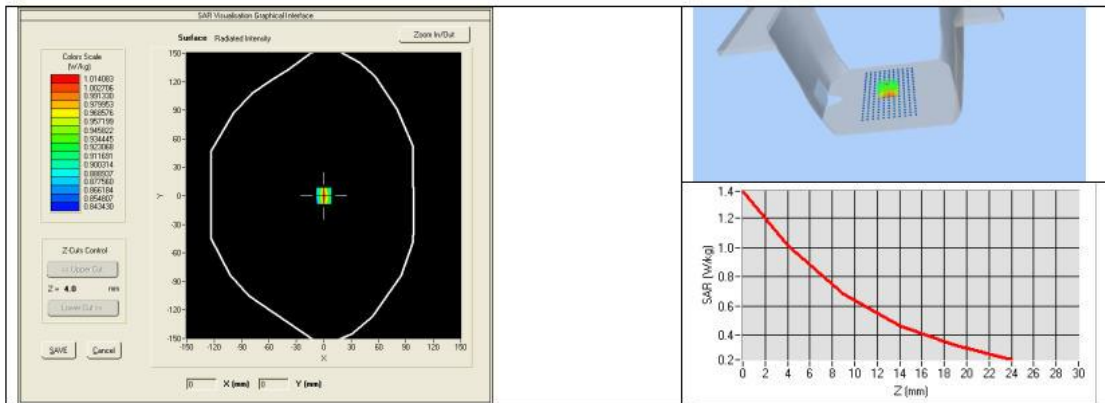 SAR Visualisation Graphical Interface
Surface Radiated Intensity
Zoom In/Out
Colors Scale
(W/kg)
1.014083
1.002706
0.991330
0.979953
0.968576
0.957199
0.945822
0.934445
0.923068
0.911691
0.900314
0.888937
0.877560
0.866184
0.854807
0.843430
Z-Cuts Control
<< Upper Cut
Z = 4.0 mm
Lower Cut >>
SAVE Cancel
150
120
90
60
30
0
-30
-60
-90
-120
-150
Y
-150 -120 -90 -60 -30 0 30 60 90 120 150
X
0 X (mm) 0 Y (mm)
1.4
1.2
1.0
0.8
0.6
0.4
0.2
SAR (W/kg)
0 2 4 6 8 10 12 14 16 18 20 22 24 26 28 30
Z (mm)